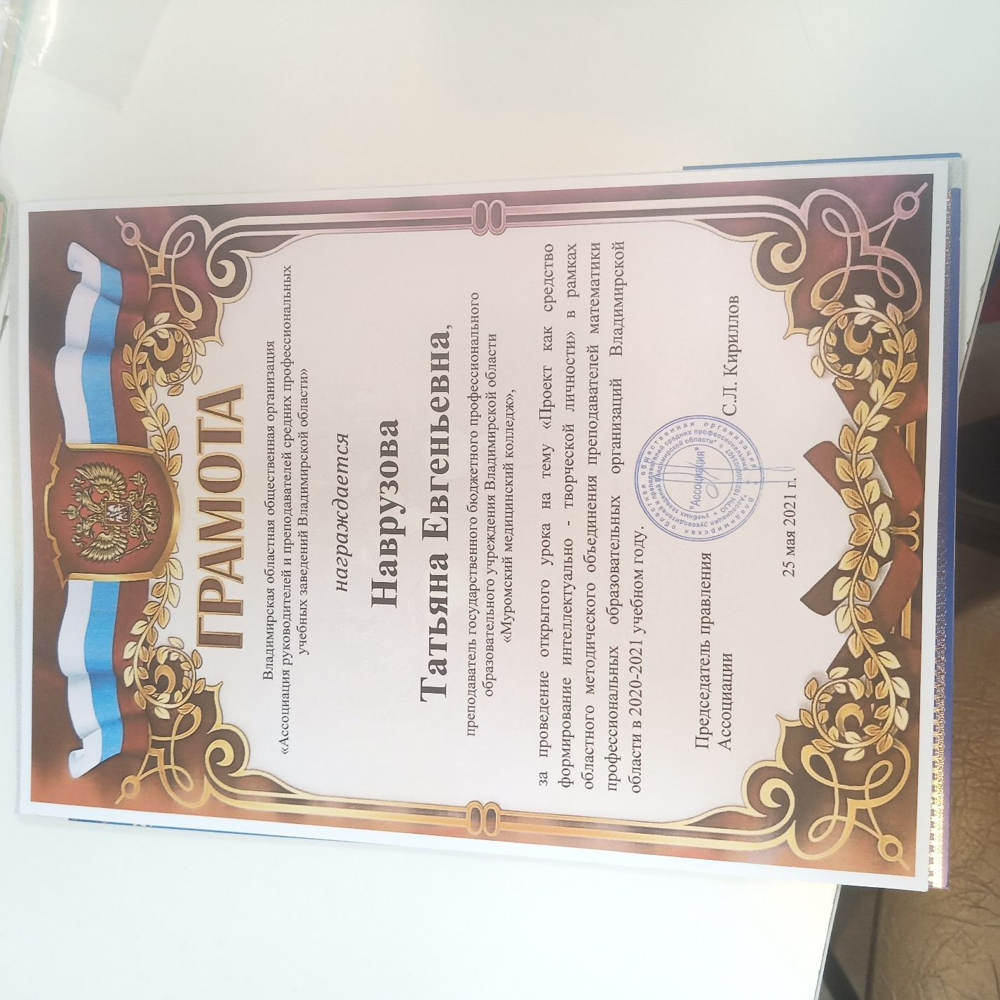 ГРАМОТА
Владимирская областная общественная организация
«Ассоциация руководителей и преподавателей средних профессиональных
учебных заведений Владимирской области»
награждается
Наврузова
Татьяна Евгеньевна,
преподаватель государственного бюджетного профессионального
образовательного учреждения Владимирской области
«Муромский медицинский колледж»,
за проведение открытого урока на тему «Проект как средство
формирование интеллектуально - творческой личности» в рамках
областного методического объединения преподавателей математики
профессиональных образовательных организаций Владимирской
области в 2020-2021 учебном году.
Председатель правления
Ассоциации
С.Л. Кириллов
Владимирская областная общественная организация
"Ассоциация руководителей и преподавателей средних профессиональных
учебных заведений Владимирской области"
"Ассоциация"
25 мая 2021 г.